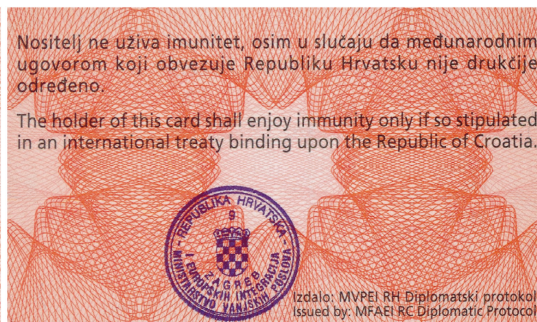 Nositelj ne uživa imunitet, osim u slučaju da međunarodnim
ugovorom koji obvezuje Republiku Hrvatsku nije drukčije
određeno.
The holder of this card shall enjoy immunity only if so stipulated
in an international treaty binding upon the Republic of Croatia.
- REPUBLIKA HRVATSKA -
9
MINISTARSTVO VANJSKIH POSLOVA
I EUROPSKIH INTEGRACIJA
ZAGREB
Izdalo: MVPEI RH Diplomatski protokol
Issued by: MFAEI RC Diplomatic Protocol